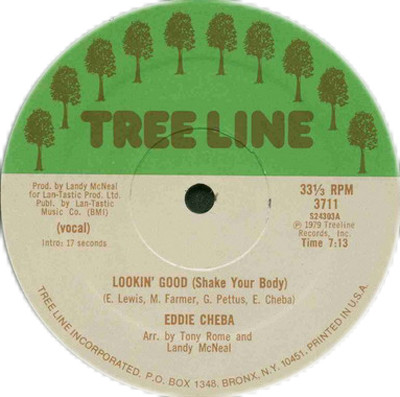 TREE LINE
Prod. by Landy McNeal
for Lan-Tastic Prod. Ltd.
Publ. by Lan-Tastic
Music Co. (BMI)
(vocal)
Intro: 17 seconds
33⅓ RPM
3711
S24303A
℗ 1979 Treeline
Records, Inc.
Time 7:13
LOOKIN' GOOD (Shake Your Body)
(E. Lewis, M. Farmer, G. Pettus, E. Cheba)
EDDIE CHEBA
Arr. by Tony Rome and
Landy McNeal
TREE LINE INCORPORATED. P.O. BOX 1348. BRONX, N.Y. 10451. PRINTED IN U.S.A.